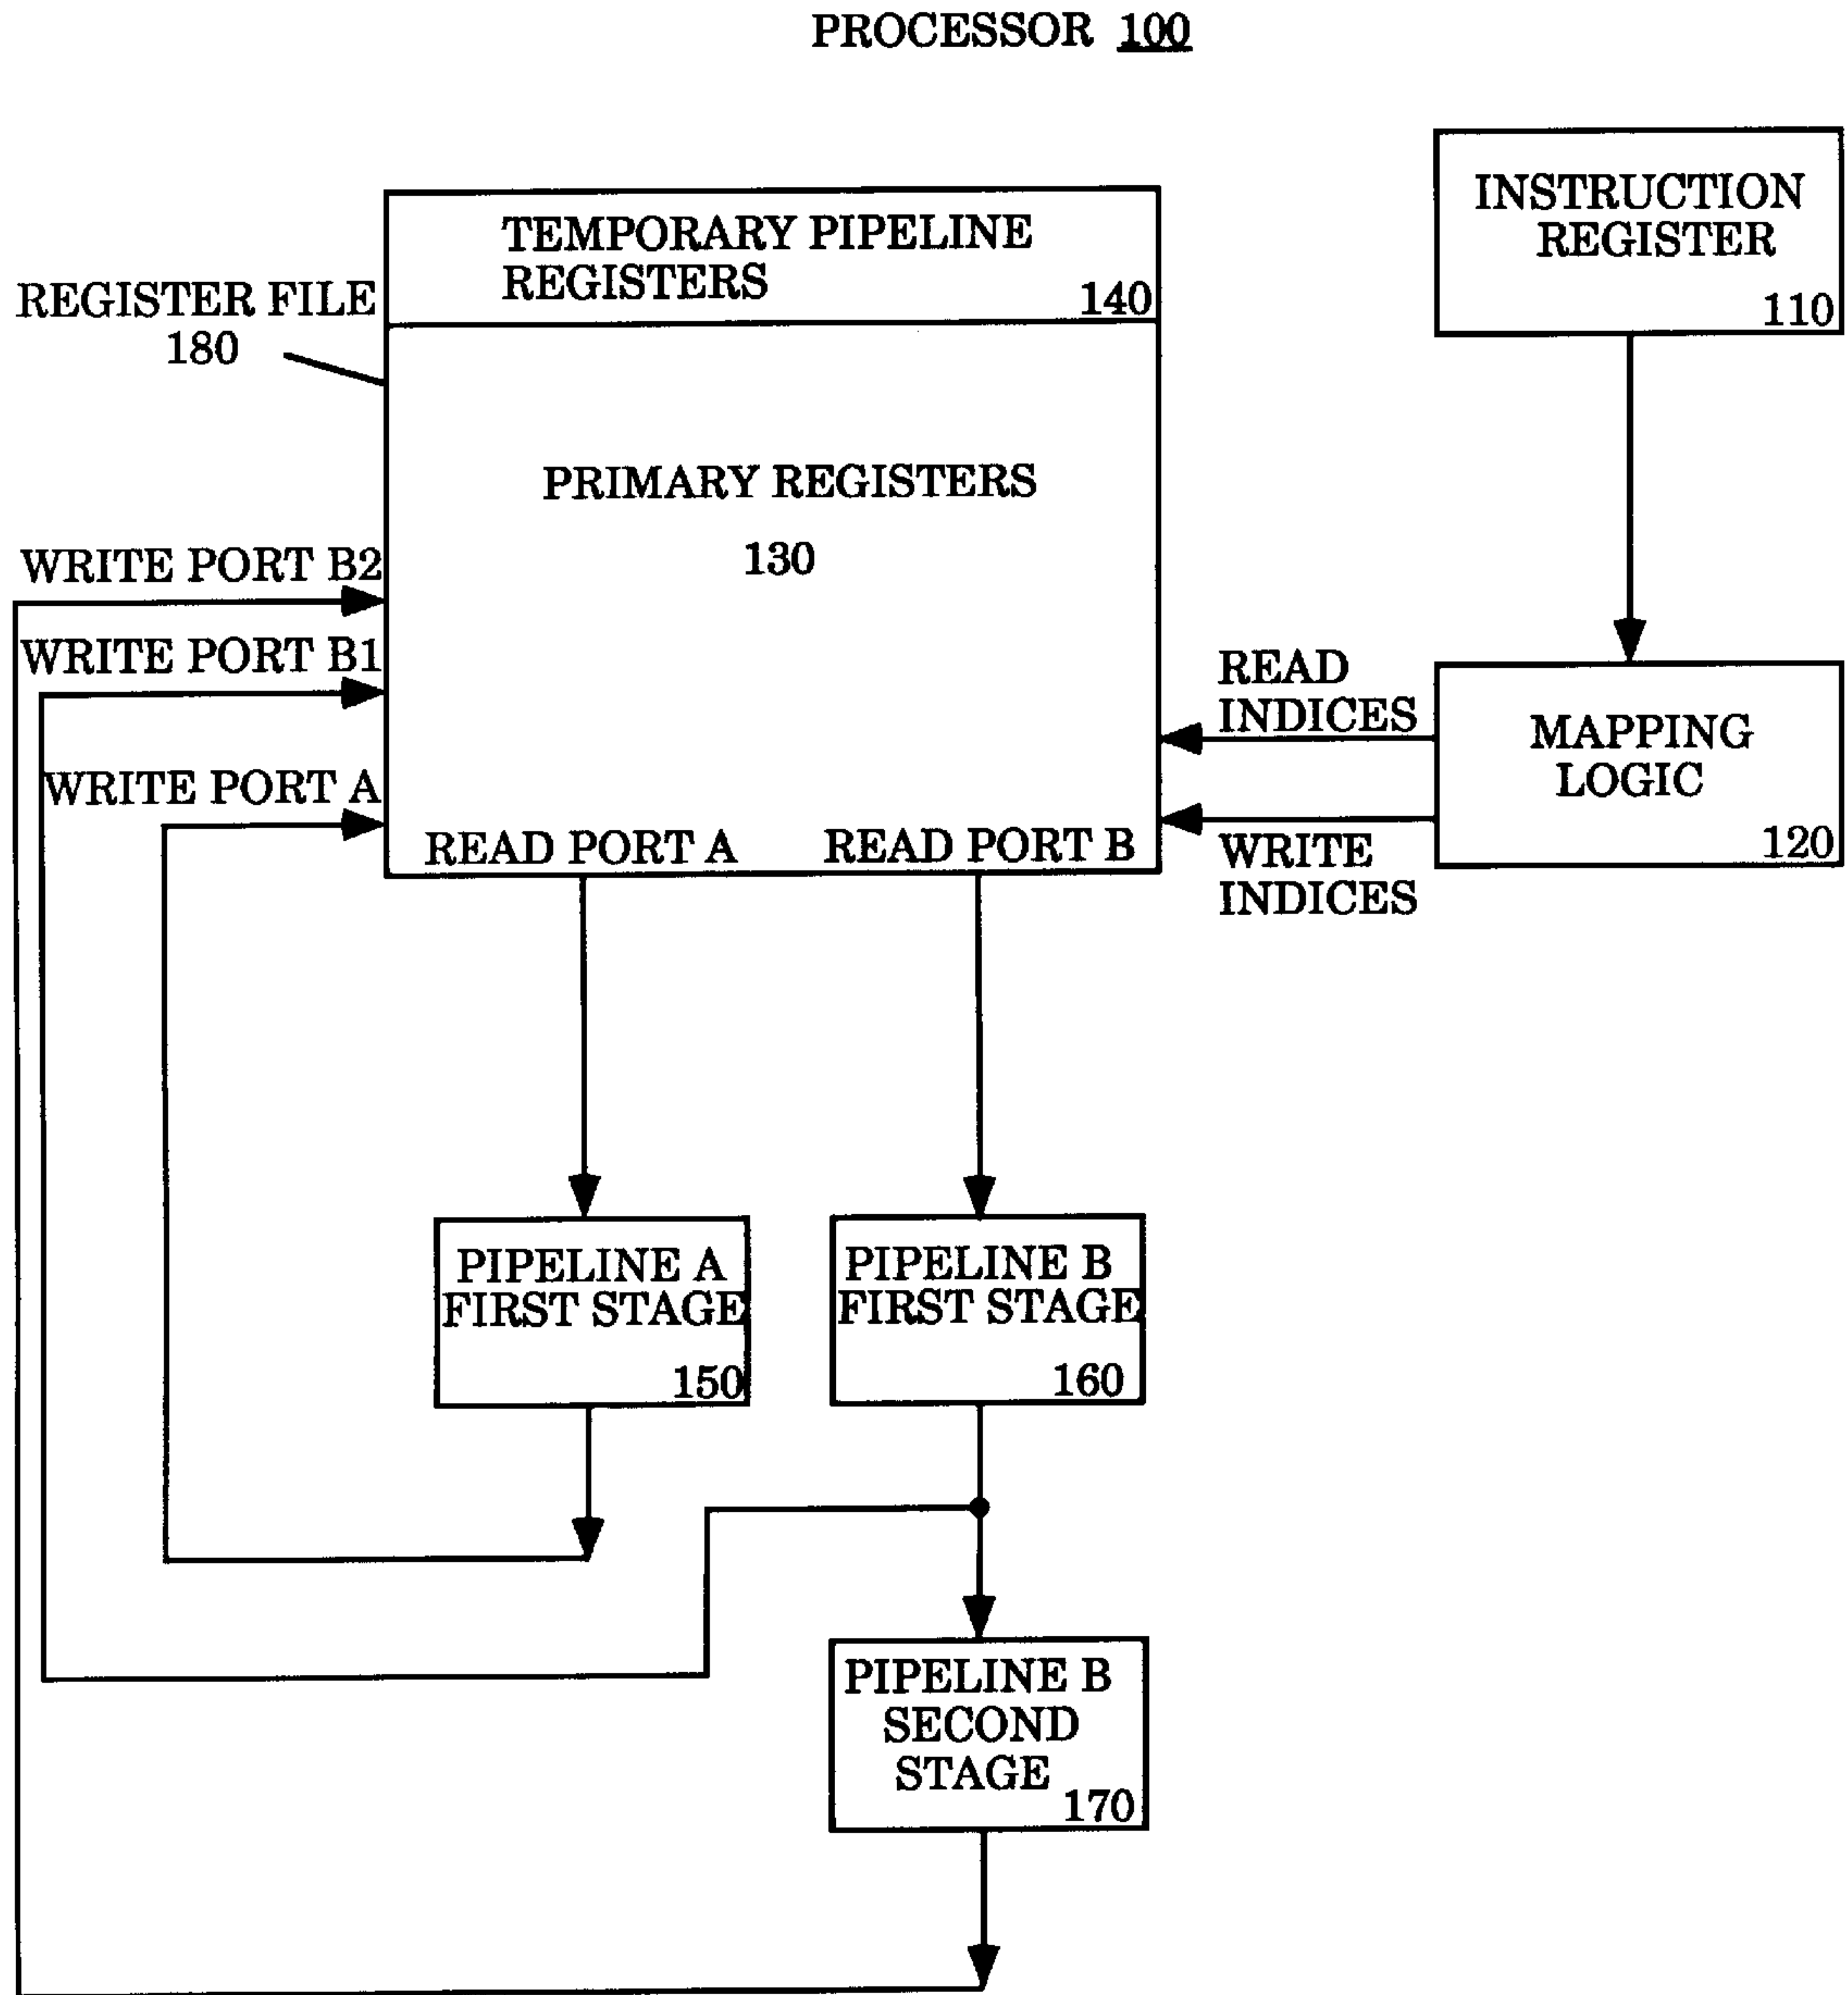 PROCESSOR 100
INSTRUCTION
REGISTER
110
TEMPORARY PIPELINE
REGISTERS
140
REGISTER FILE
180
PRIMARY REGISTERS
130
WRITE PORT B2
WRITE PORT B1
WRITE PORT A
READ
INDICES
MAPPING
LOGIC
120
WRITE
INDICES
READ PORT A
READ PORT B
PIPELINE A
FIRST STAGE
150
PIPELINE B
FIRST STAGE
160
PIPELINE B
SECOND
STAGE
170